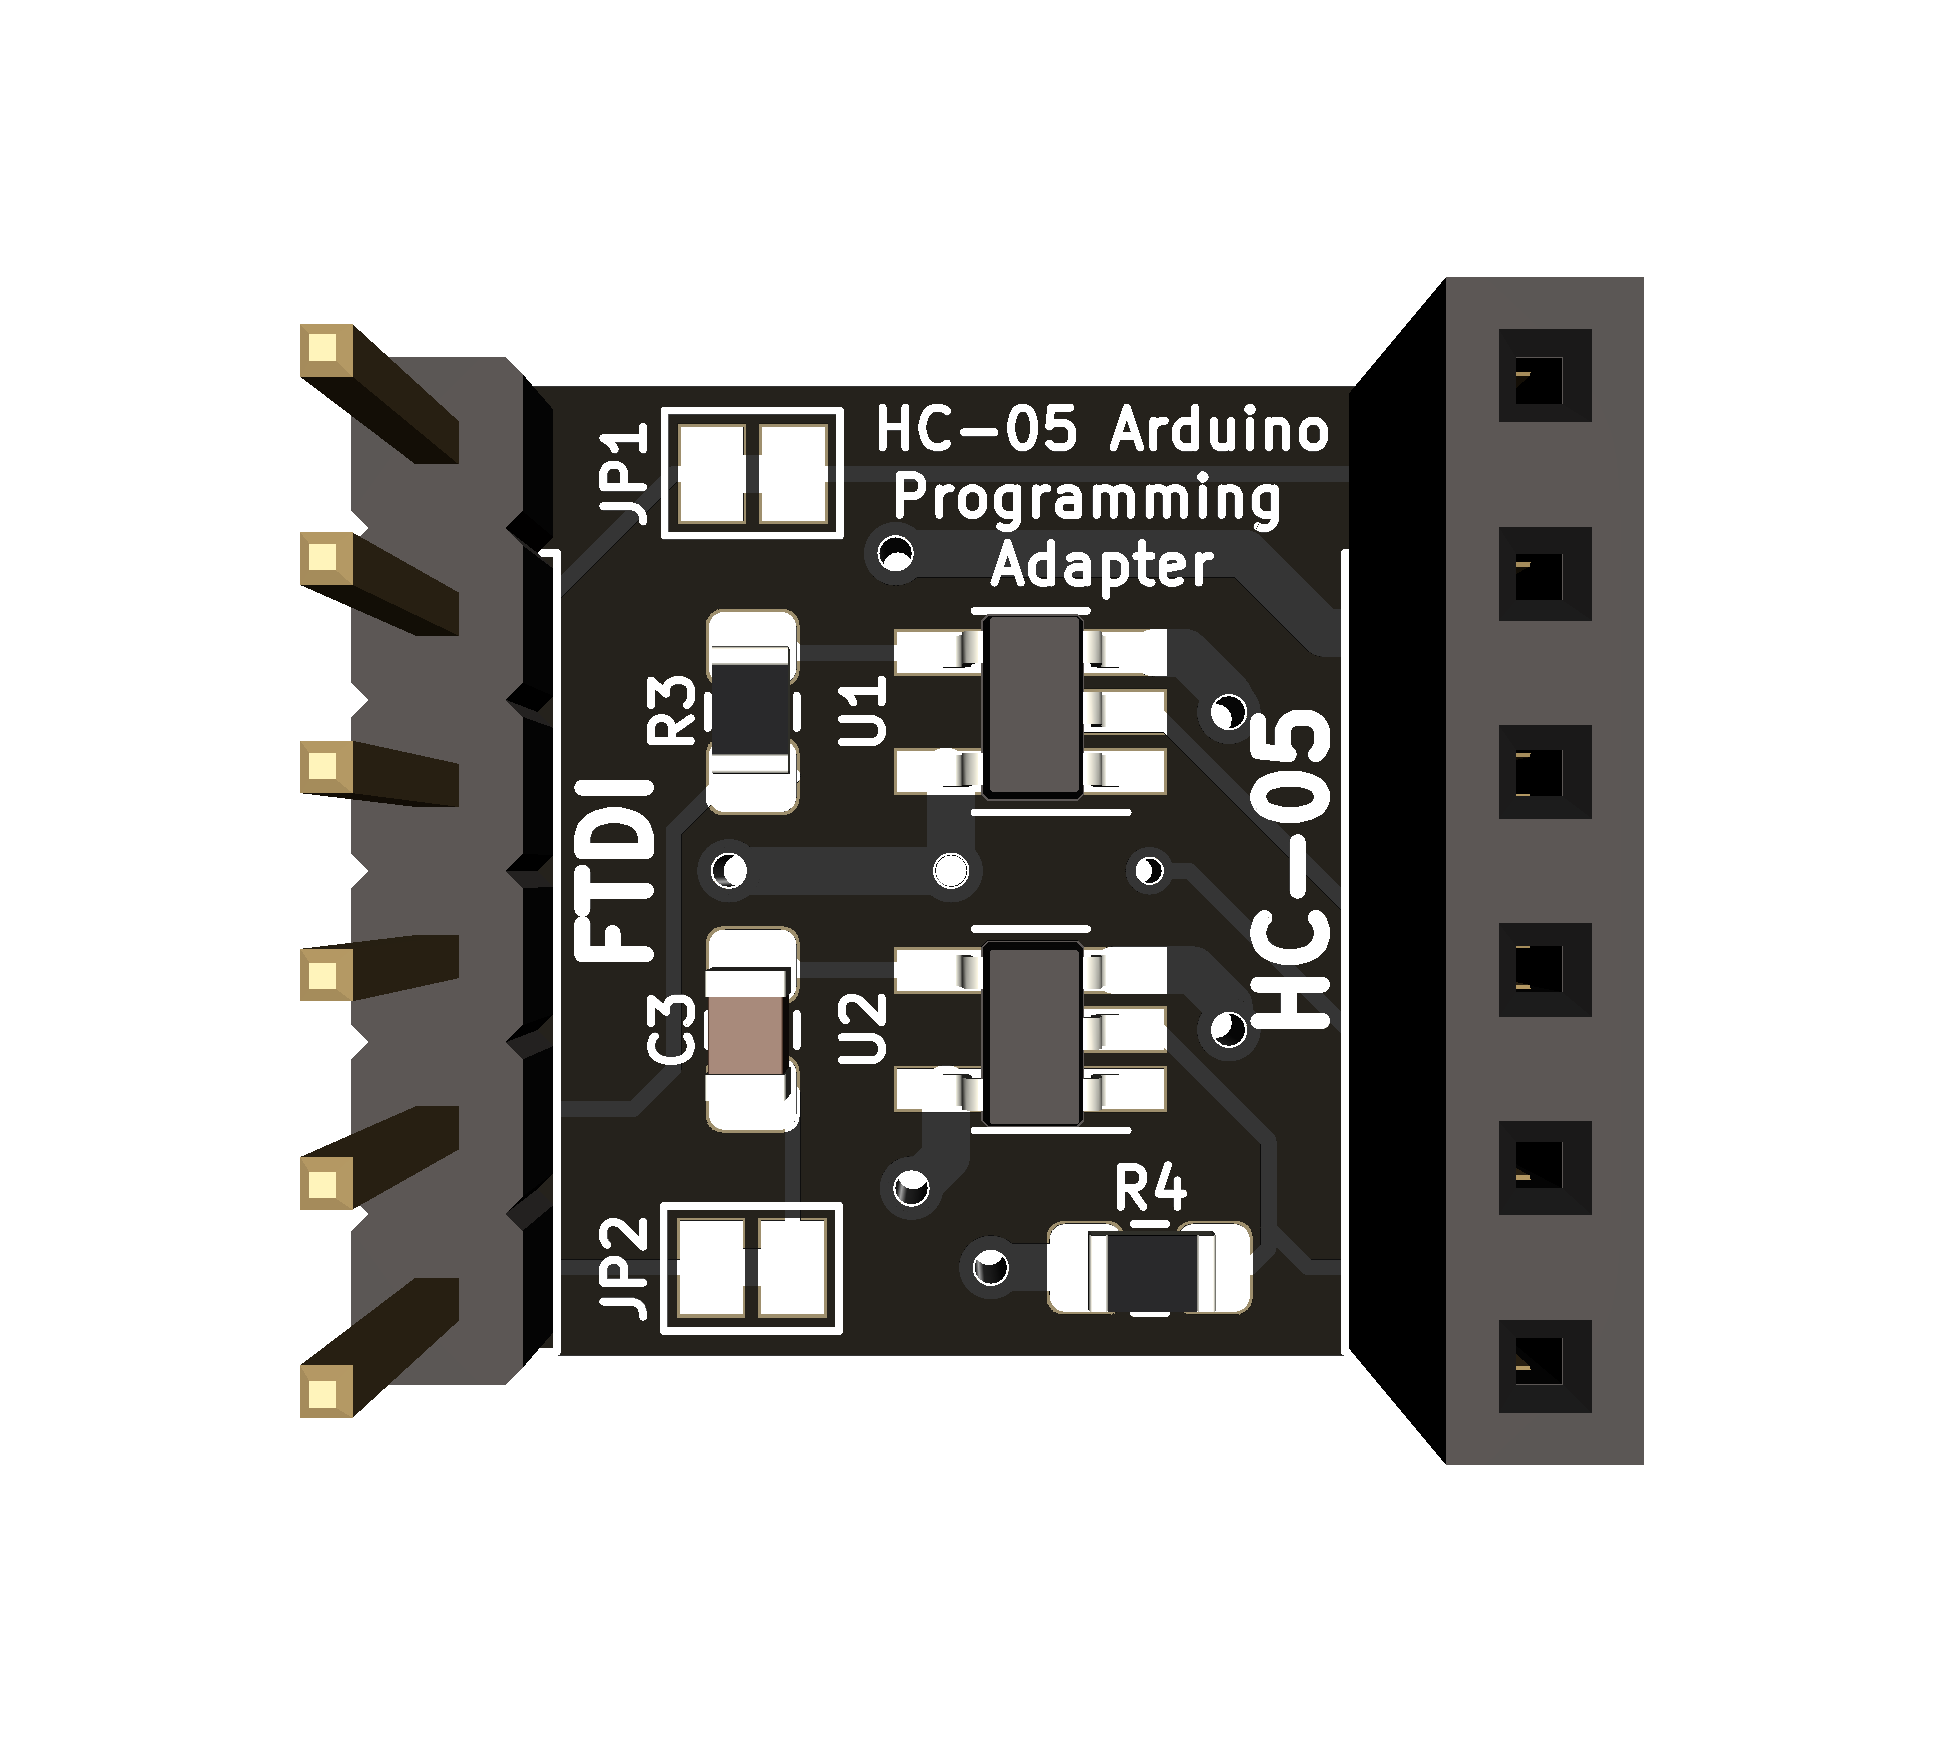 HC-05 Arduino
Programming
Adapter
JP1
R3
U1
FTDI
HC-05
C3
U2
R4
JP2